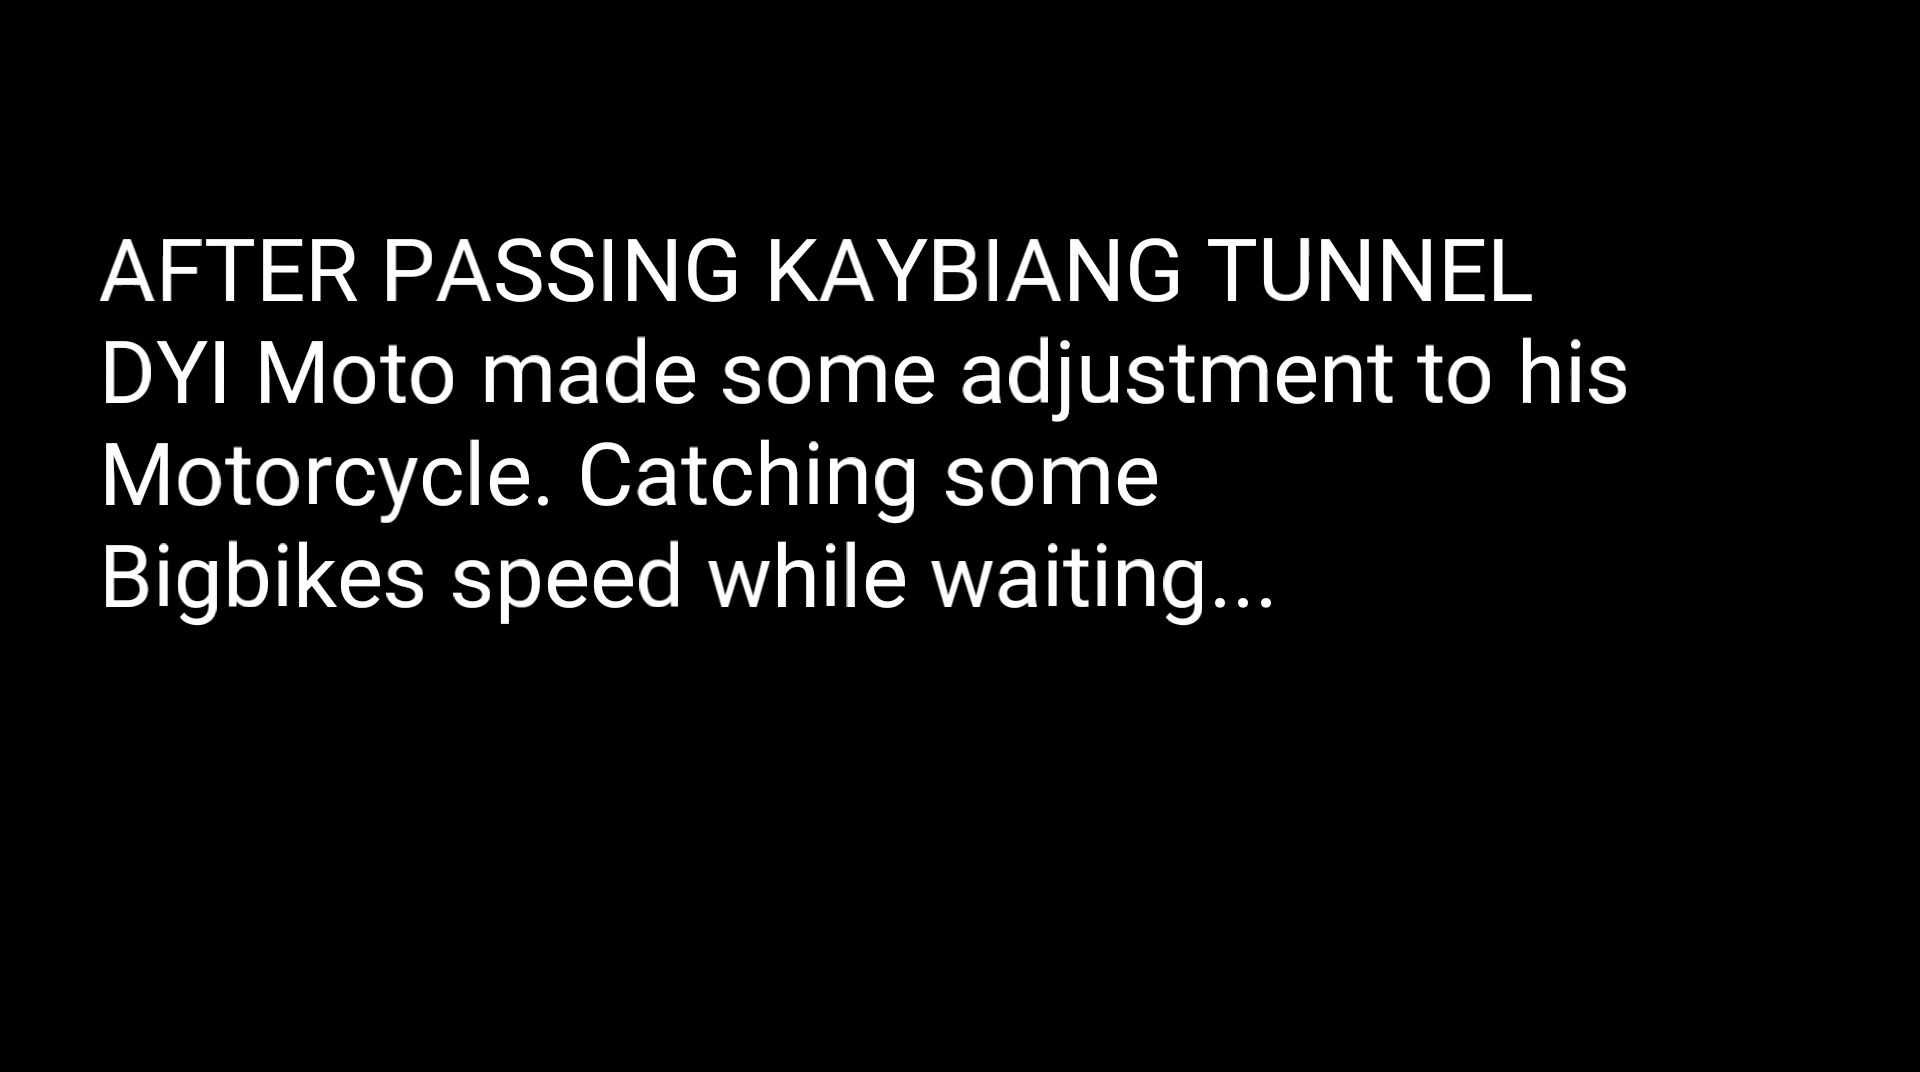 AFTER PASSING KAYBIANG TUNNEL
DYI Moto made some adjustment to his
Motorcycle. Catching some
Bigbikes speed while waiting...